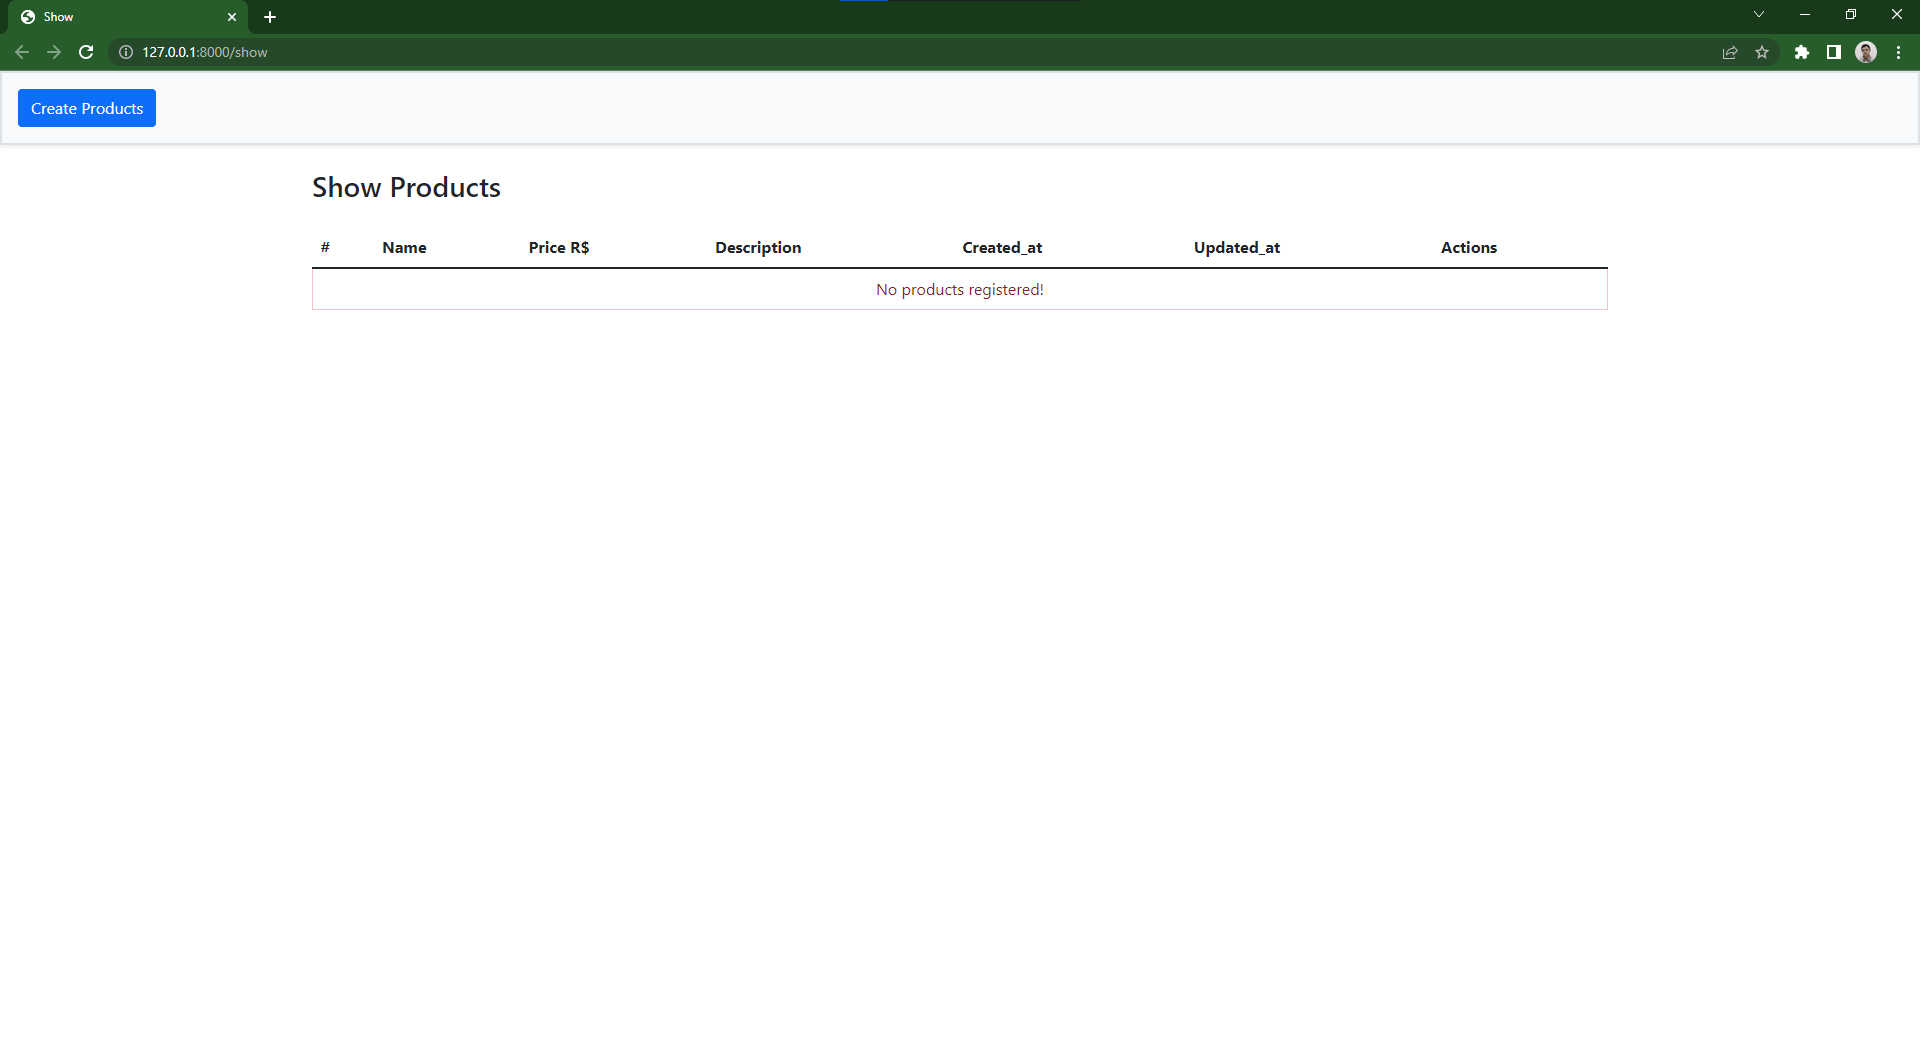 Show
127.0.0.1:8000/show
Create Products
Show Products
# Name Price R$ Description Created_at Updated_at Actions
No products registered!